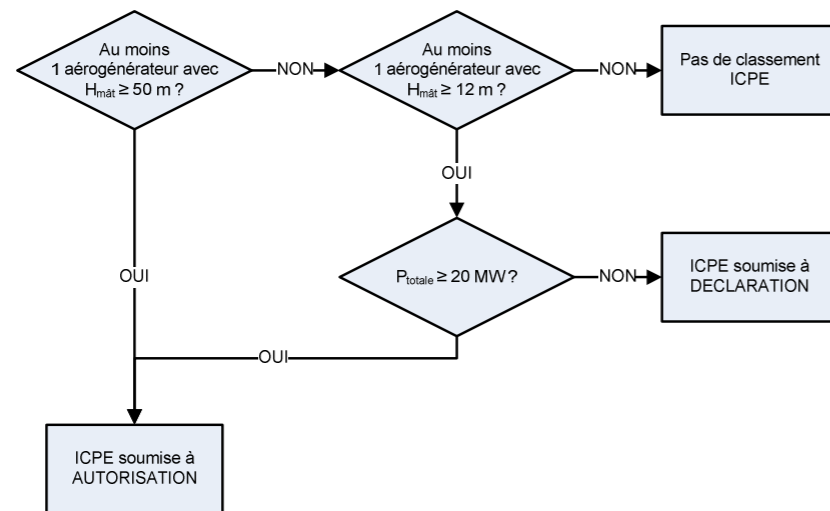 Au moins
1 aérogénérateur avec
Hmât ≥ 50 m ?
NON
Au moins
1 aérogénérateur avec
Hmât ≥ 12 m ?
NON
Pas de classement
ICPE
OUI
OUI
Ptotale ≥ 20 MW ?
NON
ICPE soumise à
DECLARATION
OUI
ICPE soumise à
AUTORISATION